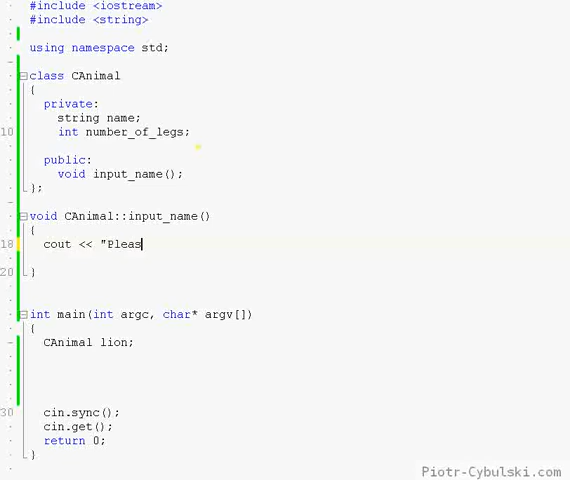 #include <iostream>
#include <string>
using namespace std;
class CAnimal
{
private:
string name;
10 int number_of_legs;
public:
void input_name();
};
void CAnimal::input_name()
{
18 cout << "Pleas
20 }
int main(int argc, char* argv[])
{
CAnimal lion;
30 cin.sync();
cin.get();
return 0;
}
Piotr-Cybulski.com